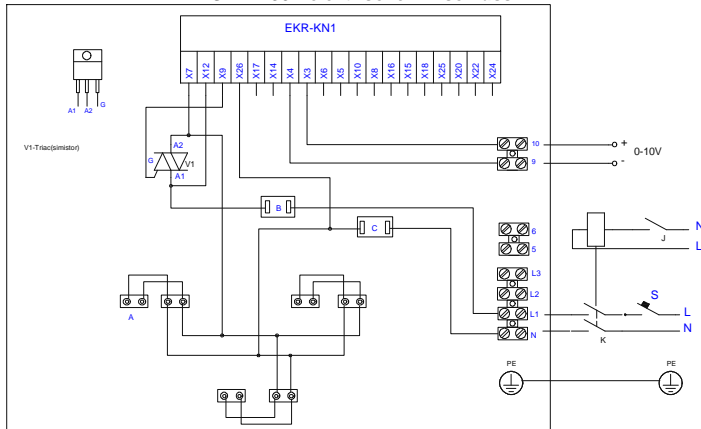 EKR-KN1
X7
X12
X9
X26
X17
X14
X4
X3
X6
X5
X10
X8
X16
X15
X18
X25
X20
X22
X24
A1
A2
G
V1-Triac(simistor)
A2
G
V1
A1
B
C
A
10
9
+
0-10V
-
6
5
L3
L2
L1
N
J
N
L
S
L
N
K
PE
PE